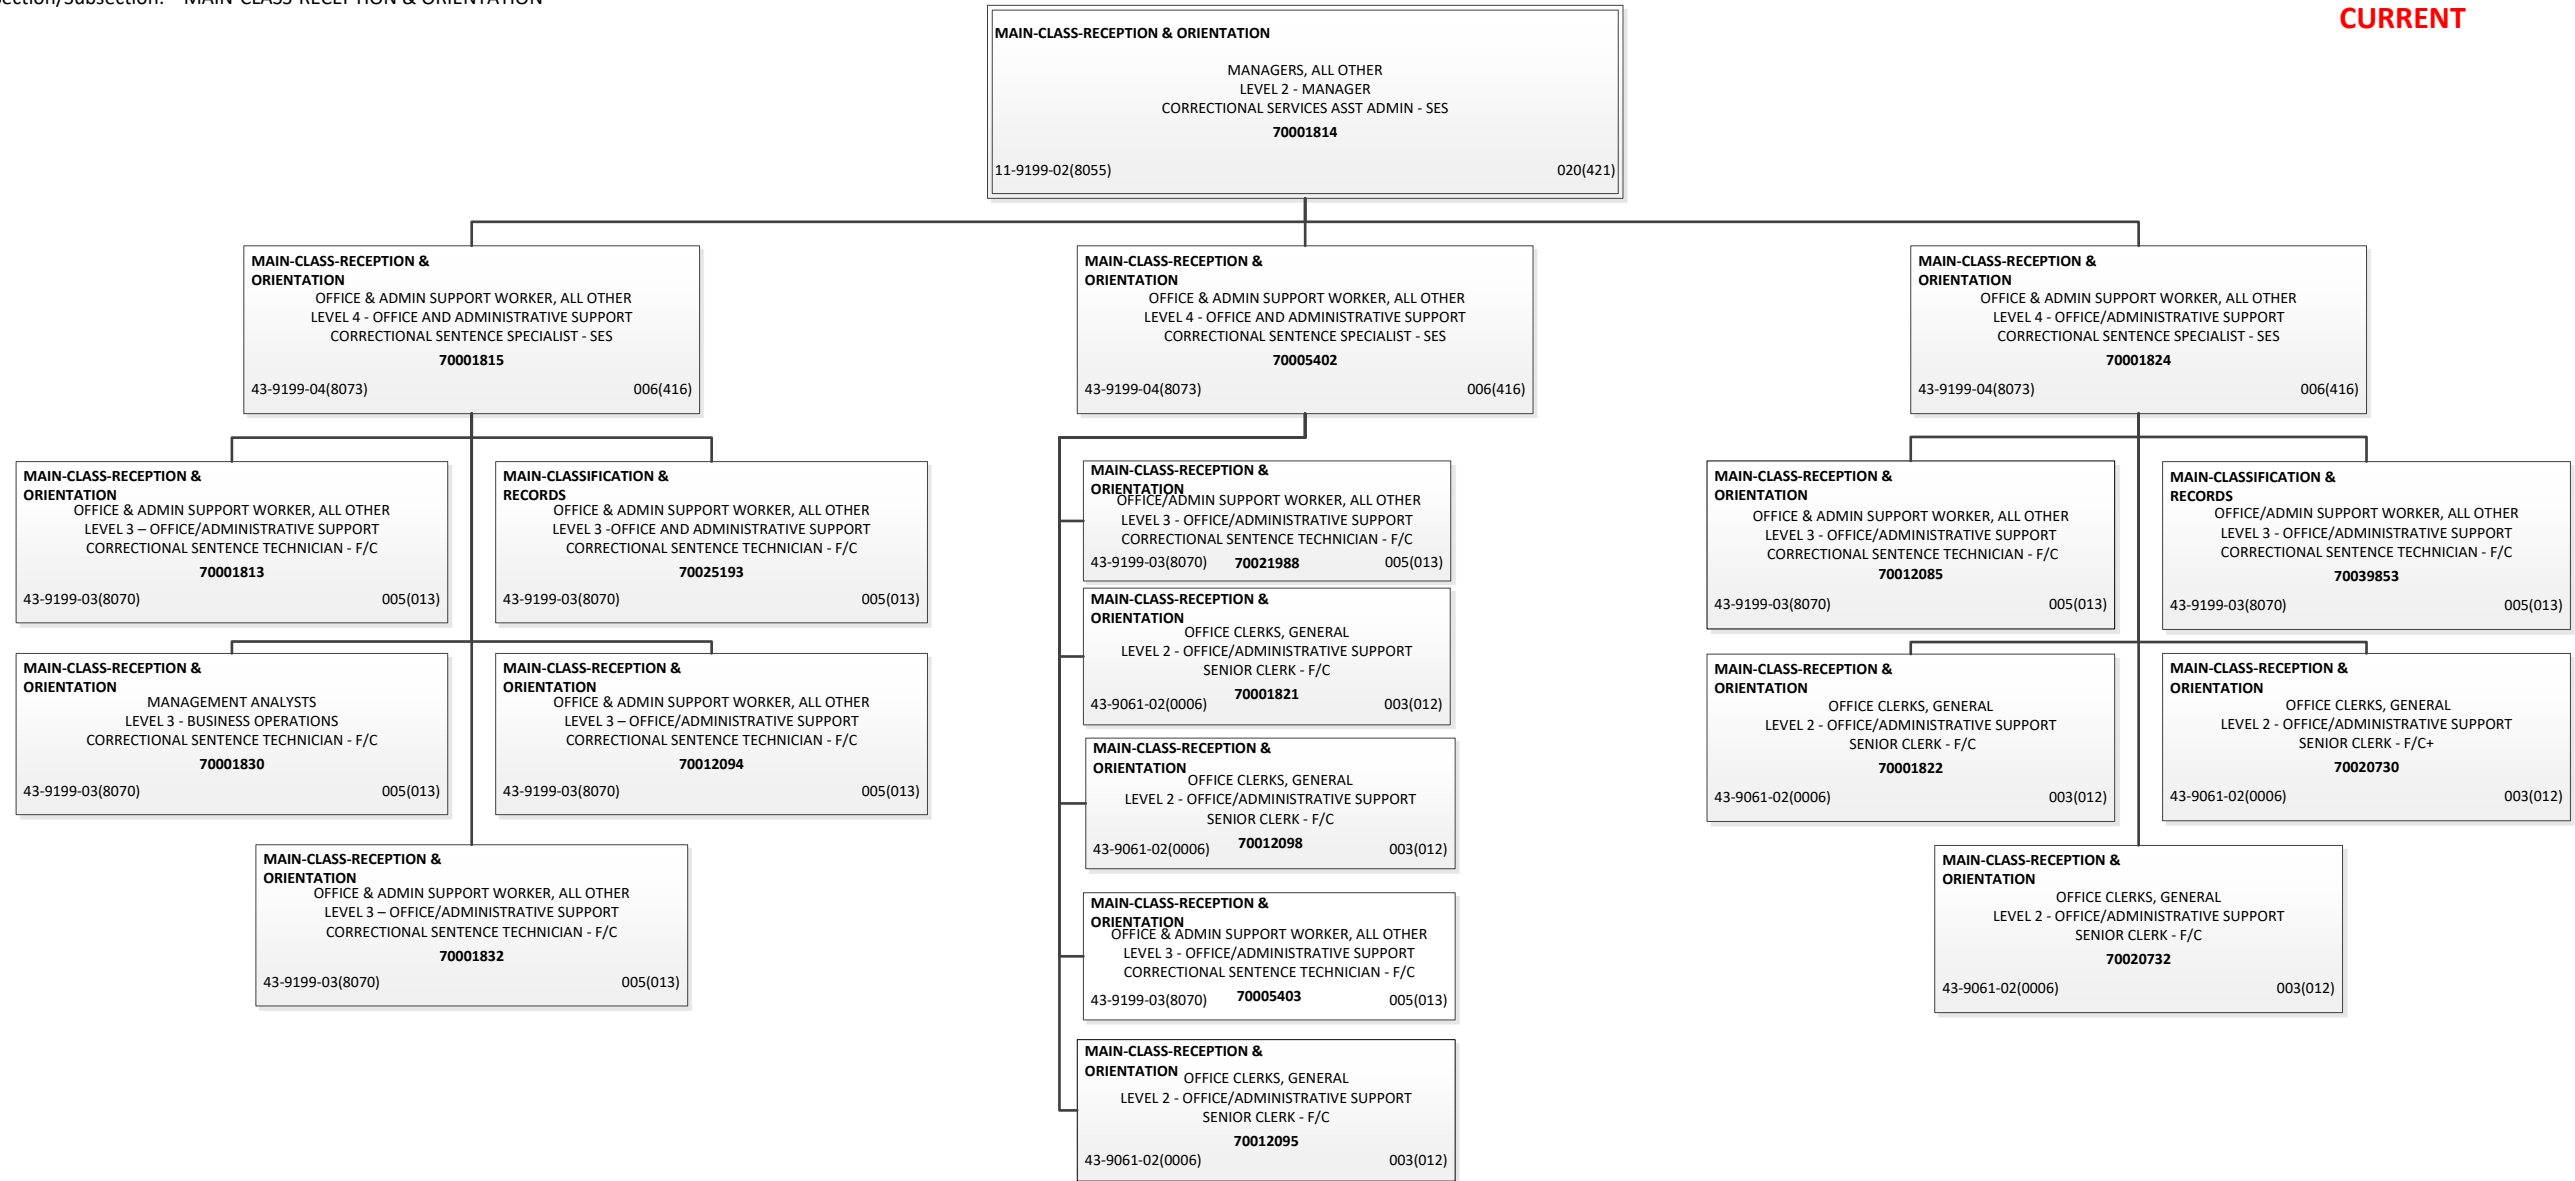 Section/Subsection: MAIN-CLASS-RECEPTION & ORIENTATION
CURRENT
MAIN-CLASS-RECEPTION & ORIENTATION
MANAGERS, ALL OTHER
LEVEL 2 - MANAGER
CORRECTIONAL SERVICES ASST ADMIN - SES
70001814
11-9199-02(8055) 020(421)
MAIN-CLASS-RECEPTION &
ORIENTATION
OFFICE & ADMIN SUPPORT WORKER, ALL OTHER
LEVEL 4 - OFFICE AND ADMINISTRATIVE SUPPORT
CORRECTIONAL SENTENCE SPECIALIST - SES
70001815
43-9199-04(8073) 006(416)
MAIN-CLASS-RECEPTION &
ORIENTATION
OFFICE & ADMIN SUPPORT WORKER, ALL OTHER
LEVEL 4 - OFFICE AND ADMINISTRATIVE SUPPORT
CORRECTIONAL SENTENCE SPECIALIST - SES
70005402
43-9199-04(8073) 006(416)
MAIN-CLASS-RECEPTION &
ORIENTATION
OFFICE & ADMIN SUPPORT WORKER, ALL OTHER
LEVEL 4 - OFFICE/ADMINISTRATIVE SUPPORT
CORRECTIONAL SENTENCE SPECIALIST - SES
70001824
43-9199-04(8073) 006(416)
MAIN-CLASS-RECEPTION &
ORIENTATION
OFFICE & ADMIN SUPPORT WORKER, ALL OTHER
LEVEL 3 – OFFICE/ADMINISTRATIVE SUPPORT
CORRECTIONAL SENTENCE TECHNICIAN - F/C
70001813
43-9199-03(8070) 005(013)
MAIN-CLASSIFICATION &
RECORDS
OFFICE & ADMIN SUPPORT WORKER, ALL OTHER
LEVEL 3 -OFFICE AND ADMINISTRATIVE SUPPORT
CORRECTIONAL SENTENCE TECHNICIAN - F/C
70025193
43-9199-03(8070) 005(013)
MAIN-CLASS-RECEPTION &
ORIENTATION
MANAGEMENT ANALYSTS
LEVEL 3 - BUSINESS OPERATIONS
CORRECTIONAL SENTENCE TECHNICIAN - F/C
70001830
43-9199-03(8070) 005(013)
MAIN-CLASS-RECEPTION &
ORIENTATION
OFFICE & ADMIN SUPPORT WORKER, ALL OTHER
LEVEL 3 – OFFICE/ADMINISTRATIVE SUPPORT
CORRECTIONAL SENTENCE TECHNICIAN - F/C
70012094
43-9199-03(8070) 005(013)
MAIN-CLASS-RECEPTION &
ORIENTATION
OFFICE & ADMIN SUPPORT WORKER, ALL OTHER
LEVEL 3 – OFFICE/ADMINISTRATIVE SUPPORT
CORRECTIONAL SENTENCE TECHNICIAN - F/C
70001832
43-9199-03(8070) 005(013)
MAIN-CLASS-RECEPTION &
ORIENTATION
OFFICE/ADMIN SUPPORT WORKER, ALL OTHER
LEVEL 3 - OFFICE/ADMINISTRATIVE SUPPORT
CORRECTIONAL SENTENCE TECHNICIAN - F/C
43-9199-03(8070) 70021988 005(013)
MAIN-CLASS-RECEPTION &
ORIENTATION
OFFICE CLERKS, GENERAL
LEVEL 2 - OFFICE/ADMINISTRATIVE SUPPORT
SENIOR CLERK - F/C
70001821
43-9061-02(0006) 003(012)
MAIN-CLASS-RECEPTION &
ORIENTATION
OFFICE CLERKS, GENERAL
LEVEL 2 - OFFICE/ADMINISTRATIVE SUPPORT
SENIOR CLERK - F/C
70012098
43-9061-02(0006) 003(012)
MAIN-CLASS-RECEPTION &
ORIENTATION
OFFICE & ADMIN SUPPORT WORKER, ALL OTHER
LEVEL 3 - OFFICE/ADMINISTRATIVE SUPPORT
CORRECTIONAL SENTENCE TECHNICIAN - F/C
43-9199-03(8070) 70005403 005(013)
MAIN-CLASS-RECEPTION &
ORIENTATION
OFFICE CLERKS, GENERAL
LEVEL 2 - OFFICE/ADMINISTRATIVE SUPPORT
SENIOR CLERK - F/C
70012095
43-9061-02(0006) 003(012)
MAIN-CLASS-RECEPTION &
ORIENTATION
OFFICE & ADMIN SUPPORT WORKER, ALL OTHER
LEVEL 3 - OFFICE/ADMINISTRATIVE SUPPORT
CORRECTIONAL SENTENCE TECHNICIAN - F/C
70012085
43-9199-03(8070) 005(013)
MAIN-CLASSIFICATION &
RECORDS
OFFICE/ADMIN SUPPORT WORKER, ALL OTHER
LEVEL 3 - OFFICE/ADMINISTRATIVE SUPPORT
CORRECTIONAL SENTENCE TECHNICIAN - F/C
70039853
43-9199-03(8070) 005(013)
MAIN-CLASS-RECEPTION &
ORIENTATION
OFFICE CLERKS, GENERAL
LEVEL 2 - OFFICE/ADMINISTRATIVE SUPPORT
SENIOR CLERK - F/C
70001822
43-9061-02(0006) 003(012)
MAIN-CLASS-RECEPTION &
ORIENTATION
OFFICE CLERKS, GENERAL
LEVEL 2 - OFFICE/ADMINISTRATIVE SUPPORT
SENIOR CLERK - F/C+
70020730
43-9061-02(0006) 003(012)
MAIN-CLASS-RECEPTION &
ORIENTATION
OFFICE CLERKS, GENERAL
LEVEL 2 - OFFICE/ADMINISTRATIVE SUPPORT
SENIOR CLERK - F/C
70020732
43-9061-02(0006) 003(012)